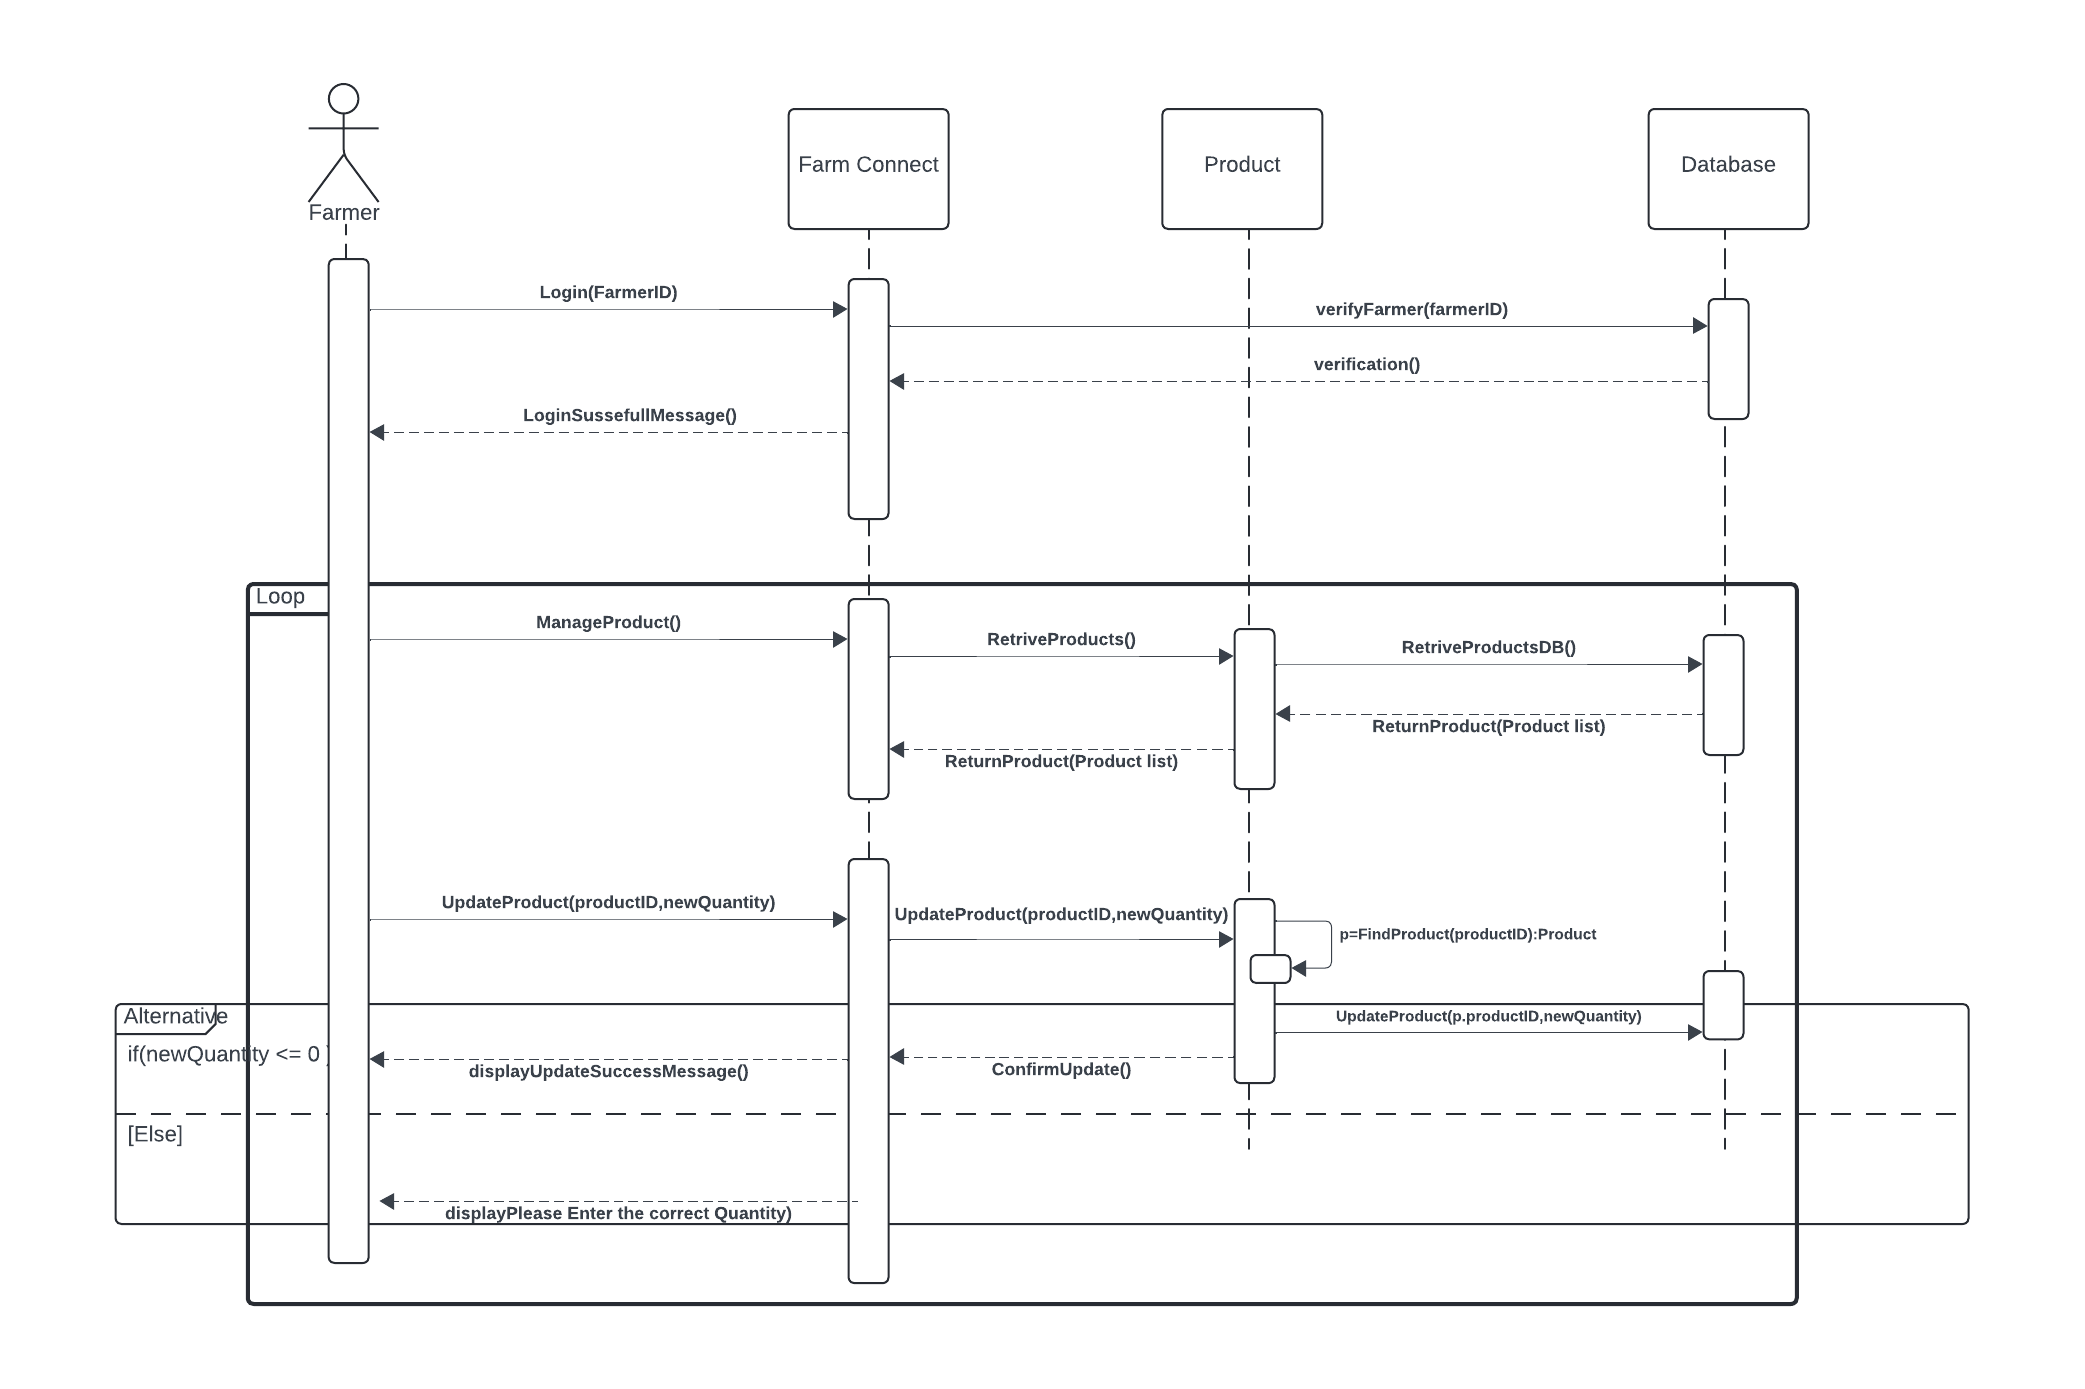 Farmer
Farm Connect
Product
Database
Login(FarmerID)
verifyFarmer(farmerID)
verification()
LoginSussefullMessage()
Loop
ManageProduct()
RetriveProducts()
RetriveProductsDB()
ReturnProduct(Product list)
ReturnProduct(Product list)
UpdateProduct(productID,newQuantity)
UpdateProduct(productID,newQuantity)
p=FindProduct(productID):Product
Alternative
UpdateProduct(p.productID,newQuantity)
if(newQuantity <= 0 )
displayUpdateSuccessMessage()
ConfirmUpdate()
[Else]
displayPlease Enter the correct Quantity)